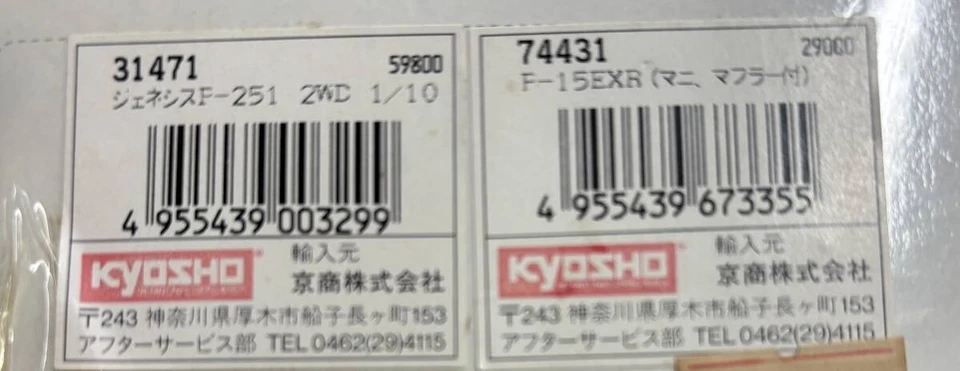 31471 59800
ジェネシスF-251 2WD 1/10
4 955439 003299
KYOSHO
輸入元
京商株式会社
〒243 神奈川県厚木市船子長ヶ町153
アフターサービス部 TEL 0462(29)4115
74431 29000
F-15EXR (マニ、マフラー付)
4 955439 673355
KYOSHO
輸入元
京商株式会社
〒243 神奈川県厚木市船子長ヶ町153
アフターサービス部 TEL 0462(29)4115